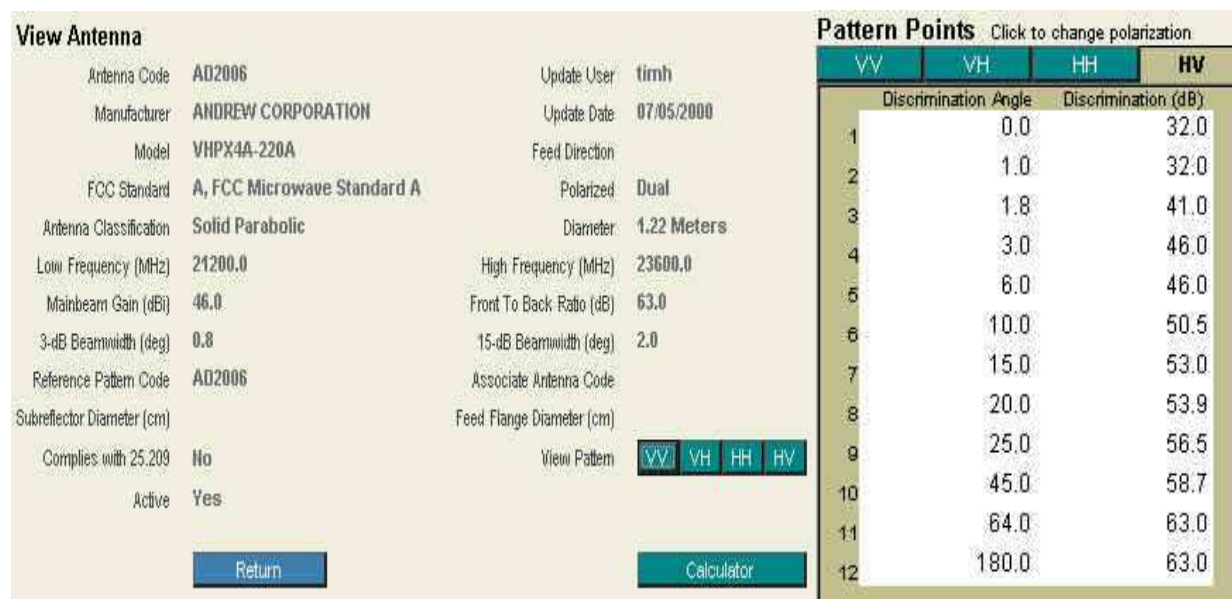 View Antenna
Antenna Code AD2006 Update User timh
Manufacturer ANDREW CORPORATION Update Date 07/05/2000
Model VHPX4A-220A Feed Direction
FCC Standard A, FCC Microwave Standard A Polarized Dual
Antenna Classification Solid Parabolic Diameter 1.22 Meters
Low Frequency (MHz) 21200.0 High Frequency (MHz) 23600.0
Mainbeam Gain (dBi) 46.0 Front To Back Ratio (dB) 63.0
3-dB Beamwidth (deg) 0.8 15-dB Beamwidth (deg) 2.0
Reference Pattern Code AD2006 Associate Antenna Code
Subreflector Diameter (cm) Feed Flange Diameter (cm)
Complies with 25.209 No View Pattern VV VH HH HV
Active Yes
Return Calculator
Pattern Points Click to change polarization
VV VH HH HV
Discrimination Angle Discrimination (dB)
1 0.0 32.0
2 1.0 32.0
3 1.8 41.0
4 3.0 46.0
5 6.0 46.0
6 10.0 50.5
7 15.0 53.0
8 20.0 53.9
9 25.0 56.5
10 45.0 58.7
11 64.0 63.0
12 180.0 63.0